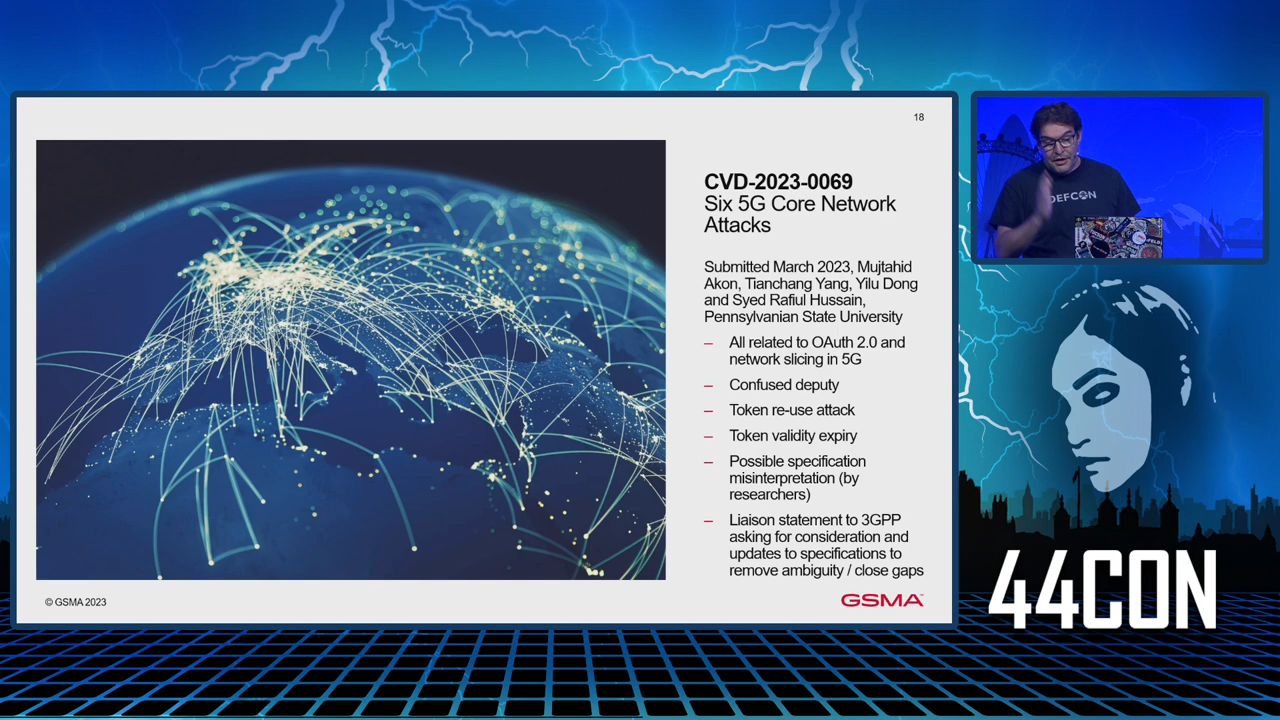 18
CVD-2023-0069
Six 5G Core Network
Attacks
Submitted March 2023, Mujtahid
Akon, Tianchang Yang, Yilu Dong
and Syed Rafiul Hussain,
Pennsylvanian State University
– All related to OAuth 2.0 and
network slicing in 5G
– Confused deputy
– Token re-use attack
– Token validity expiry
– Possible specification
misinterpretation (by
researchers)
– Liaison statement to 3GPP
asking for consideration and
updates to specifications to
remove ambiguity / close gaps
© GSMA 2023
GSMA™
DEFCON
44CON